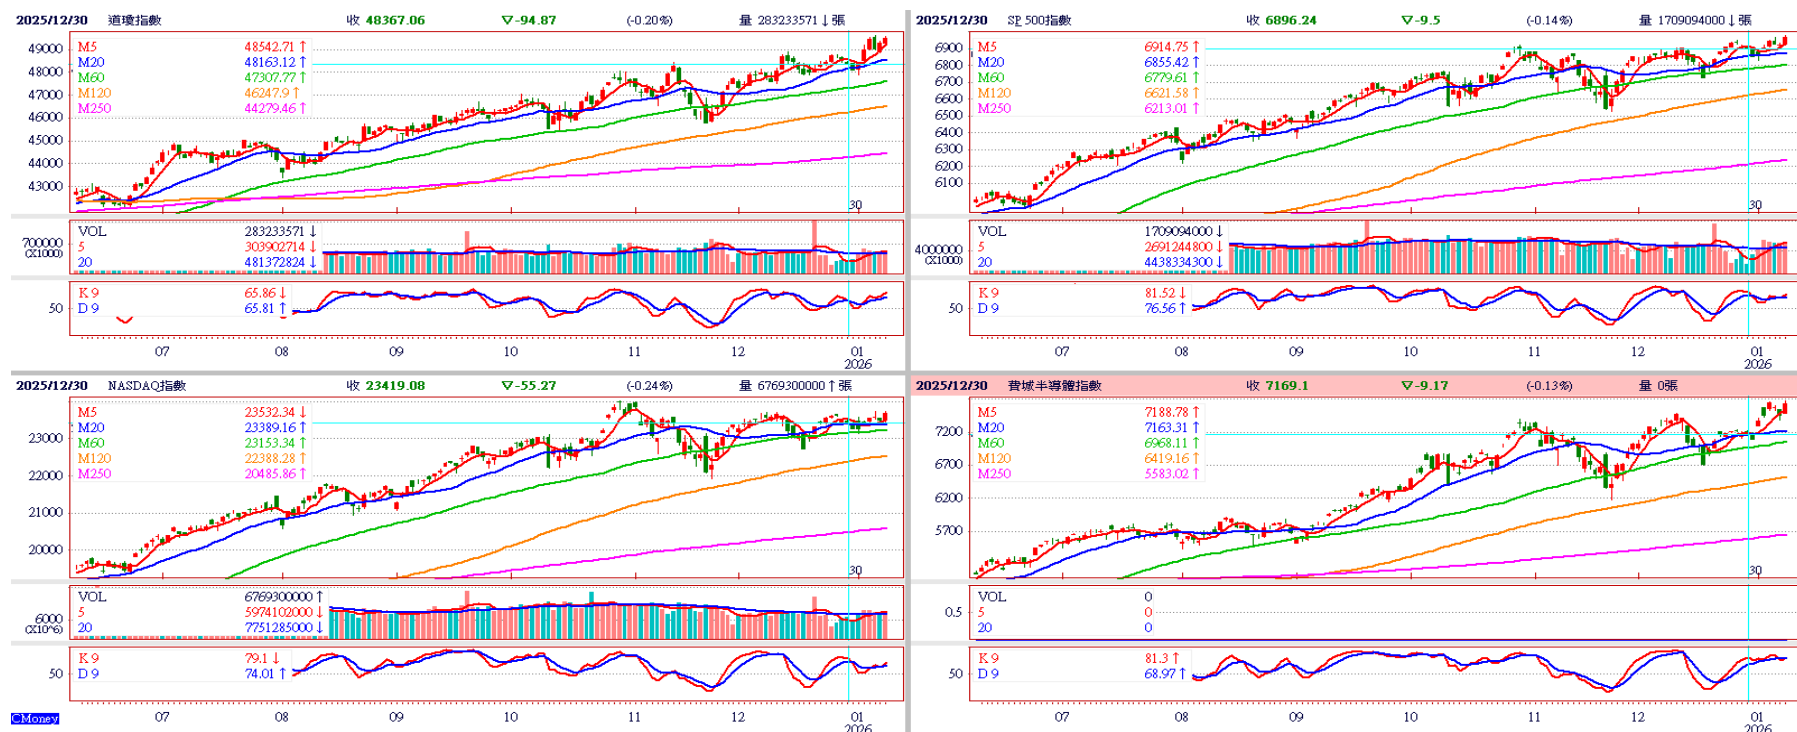 2025/12/30 道瓊指數 收 48367.06 ▽-94.87 (-0.20%) 量 283233571↓張
M5 48542.71↑
M20 48163.12↑
M60 47307.77↑
M120 46247.9↑
M250 44279.46↑
49000
48000
47000
46000
45000
44000
43000
30
VOL 283233571↓
5 303902714↓
20 481372824↓
700000
(X1000)
K 9 65.86↓
D 9 65.81↑
50
07 08 09 10 11 12 01
2026
2025/12/30 SP 500指數 收 6896.24 ▽-9.5 (-0.14%) 量 1709094000↓張
M5 6914.75↑
M20 6855.42↑
M60 6779.61↑
M120 6621.58↑
M250 6213.01↑
6900
6800
6700
6600
6500
6400
6300
6200
6100
30
VOL 1709094000↓
5 2691244800↓
20 4438334300↓
4000000
(X1000)
K 9 81.52↓
D 9 76.56↑
50
07 08 09 10 11 12 01
2026
2025/12/30 NASDAQ指數 收 23419.08 ▽-55.27 (-0.24%) 量 6769300000↑張
M5 23532.34↓
M20 23389.16↑
M60 23153.34↑
M120 22388.28↑
M250 20485.86↑
23000
22000
21000
20000
30
VOL 6769300000↑
5 5974102000↓
20 7751285000↓
6000
(X10^6)
K 9 79.1↓
D 9 74.01↑
50
07 08 09 10 11 12 01
2026
CMoney
2025/12/30 費城半導體指數 收 7169.1 ▽-9.17 (-0.13%) 量 0張
M5 7188.78↑
M20 7163.31↑
M60 6968.11↑
M120 6419.16↑
M250 5583.02↑
7200
6700
6200
5700
30
VOL 0
5 0
20 0
0.5
K 9 81.3↑
D 9 68.97↑
50
07 08 09 10 11 12 01
2026